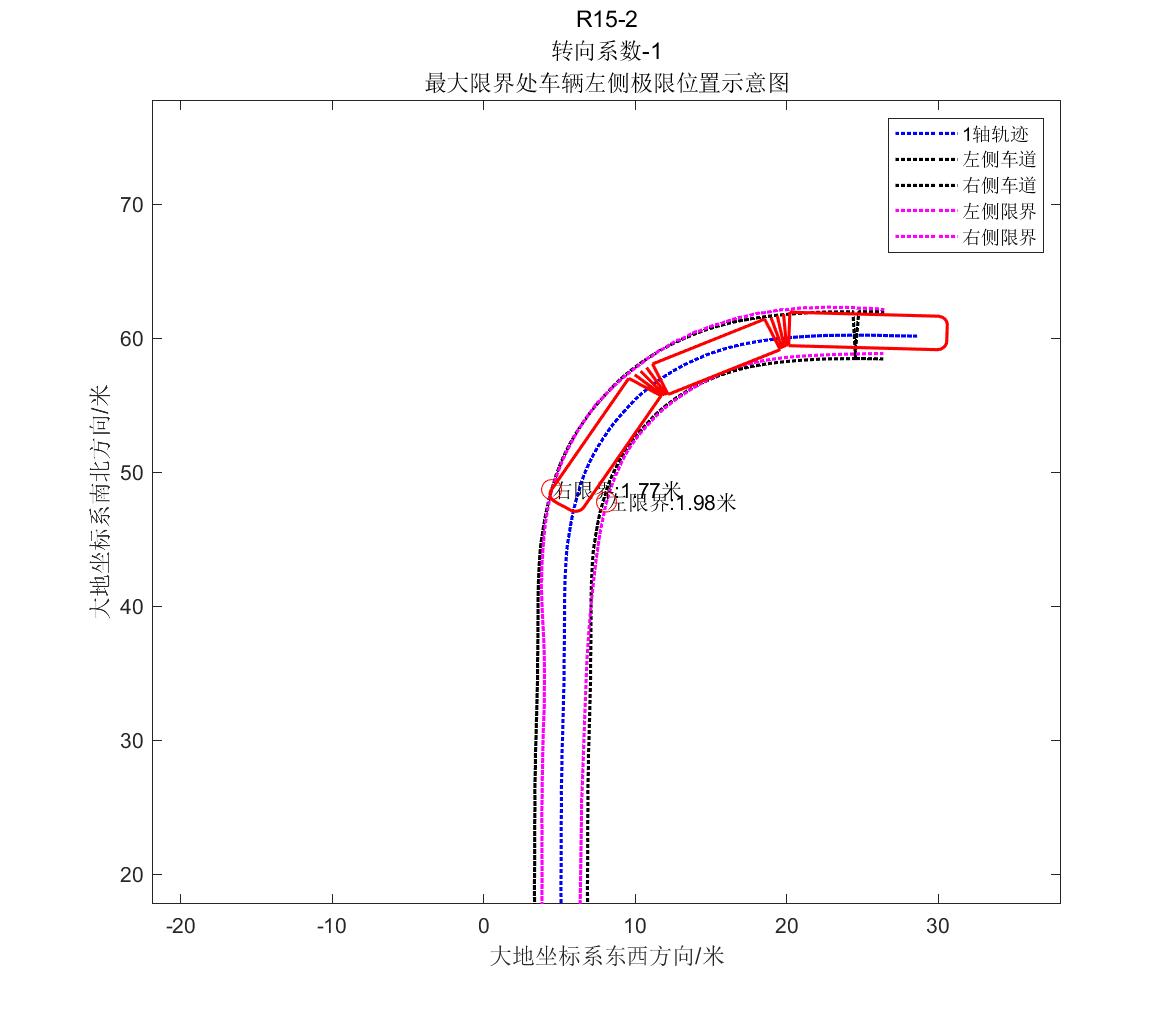 R15-2
转向系数-1
最大限界处车辆左侧极限位置示意图
1轴轨迹
左侧车道
右侧车道
左侧限界
右侧限界
70
60
50
40
30
20
大地坐标系南北方向/米
右限界:1.77米
左限界:1.98米
-20
-10
0
10
20
30
大地坐标系东西方向/米